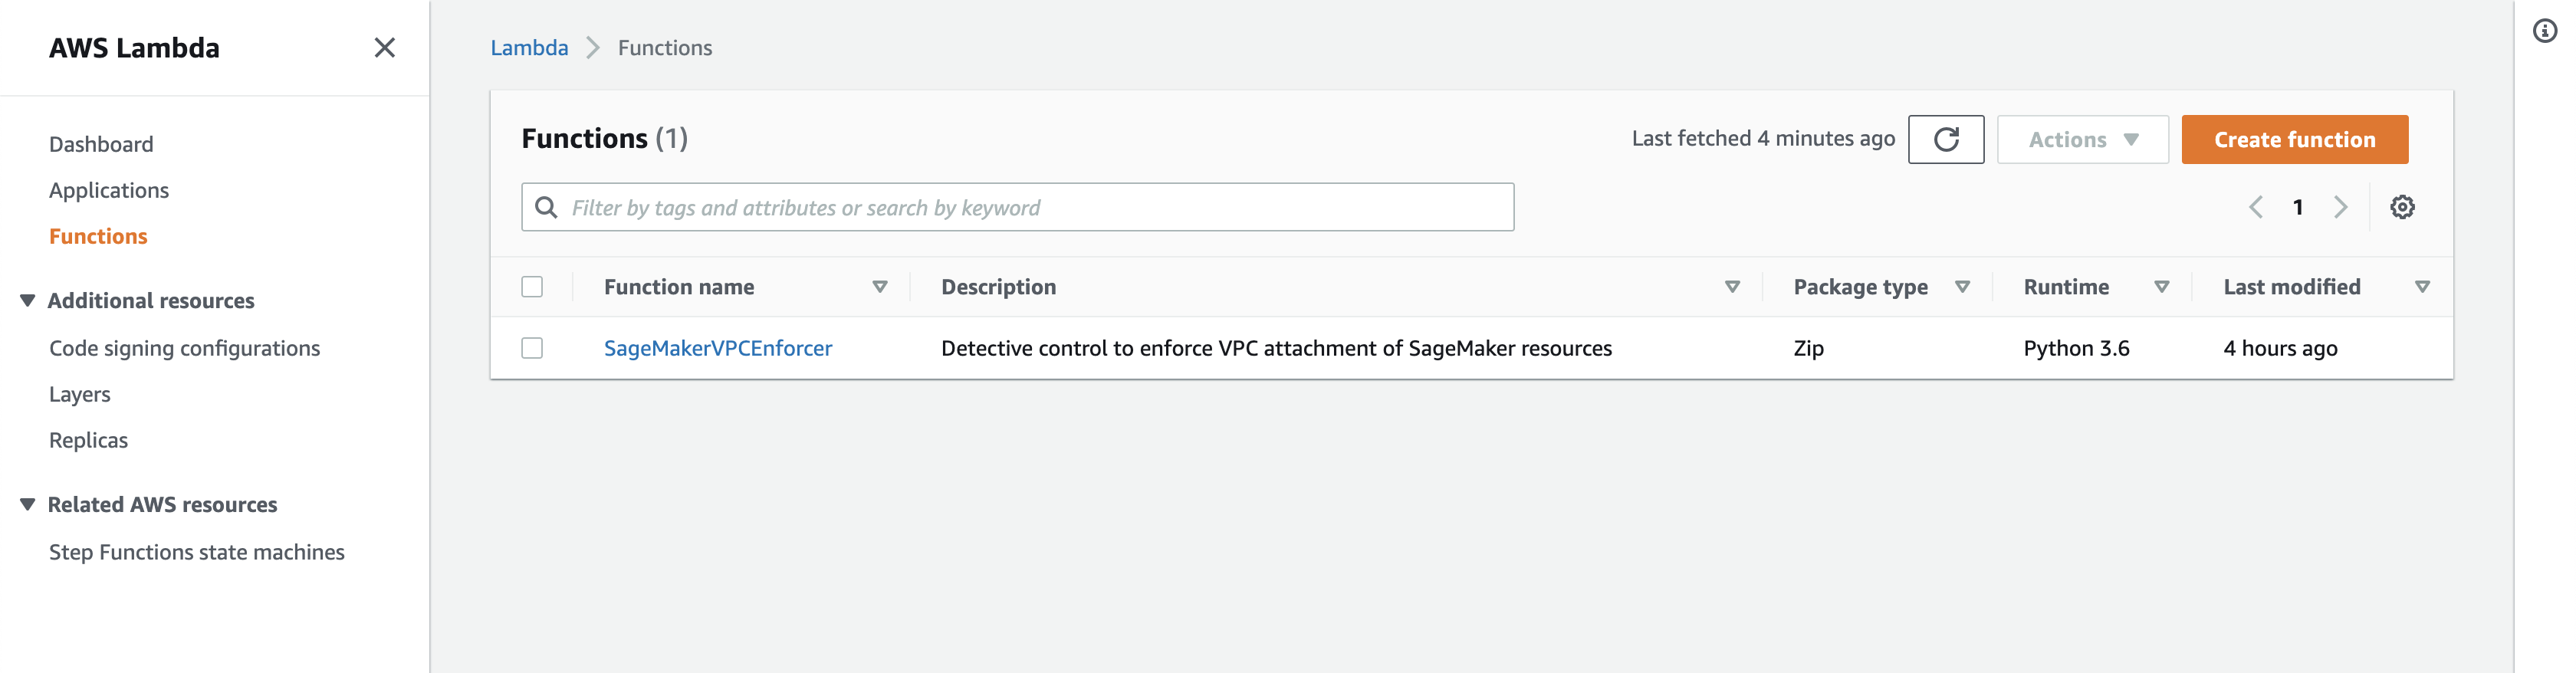 AWS Lambda
Dashboard
Applications
Functions
Additional resources
Code signing configurations
Layers
Replicas
Related AWS resources
Step Functions state machines
Lambda Functions
Functions (1)
Last fetched 4 minutes ago
Actions
Create function
Filter by tags and attributes or search by keyword
1
Function name Description Package type Runtime Last modified
SageMakerVPCEnforcer Detective control to enforce VPC attachment of SageMaker resources Zip Python 3.6 4 hours ago